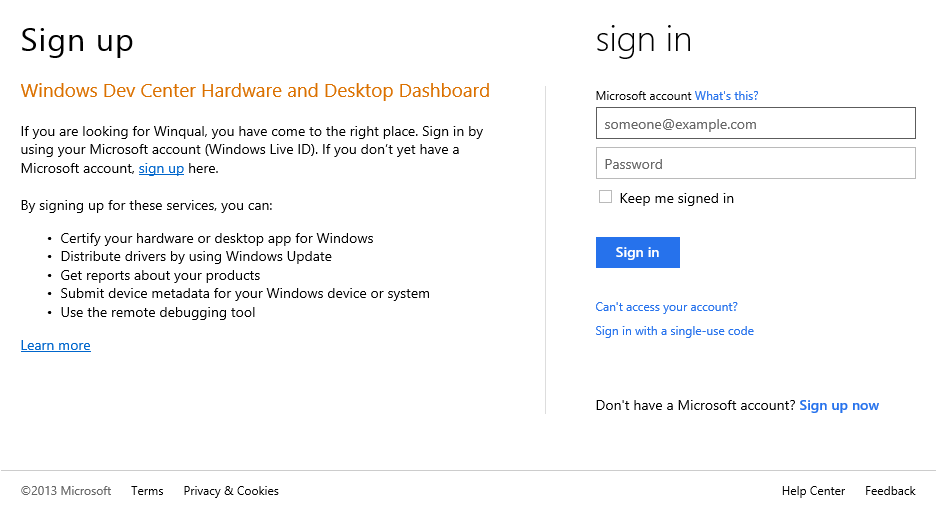 Sign up
Windows Dev Center Hardware and Desktop Dashboard
If you are looking for Winqual, you have come to the right place. Sign in by
using your Microsoft account (Windows Live ID). If you don't yet have a
Microsoft account, sign up here.
By signing up for these services, you can:
• Certify your hardware or desktop app for Windows
• Distribute drivers by using Windows Update
• Get reports about your products
• Submit device metadata for your Windows device or system
• Use the remote debugging tool
Learn more
sign in
Microsoft account What's this?
someone@example.com
Password
Keep me signed in
Sign in
Can't access your account?
Sign in with a single-use code
Don't have a Microsoft account? Sign up now
©2013 Microsoft Terms Privacy & Cookies Help Center Feedback